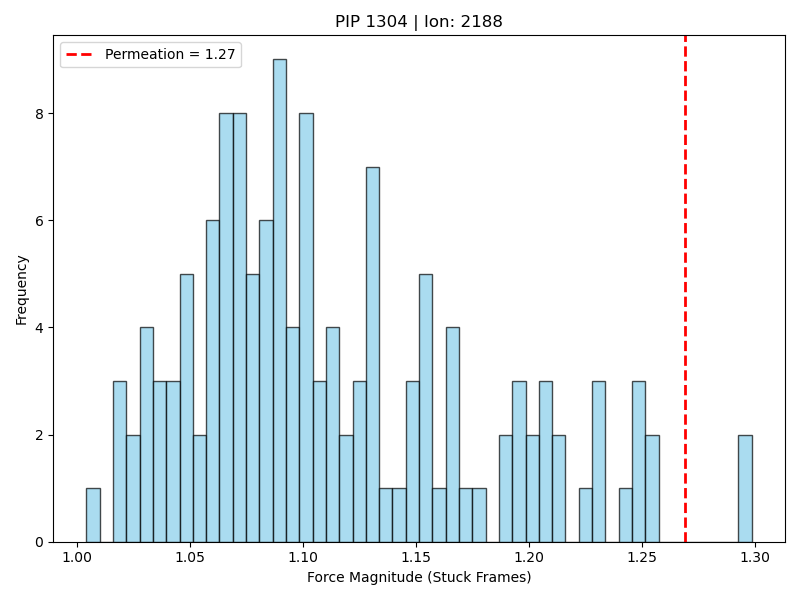 PIP 1304 | Ion: 2188
Permeation = 1.27
Frequency
8
6
4
2
0
1.00 1.05 1.10 1.15 1.20 1.25 1.30
Force Magnitude (Stuck Frames)